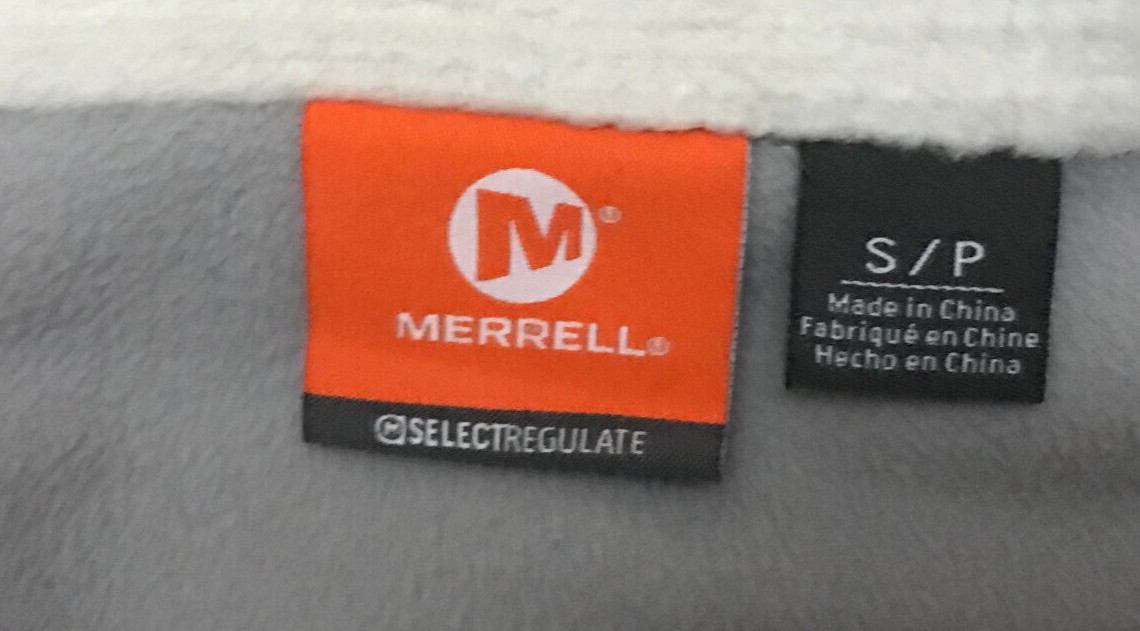 M®
MERRELL®
SELECTREGULATE
S/P
Made in China
Fabriqué en Chine
Hecho en China